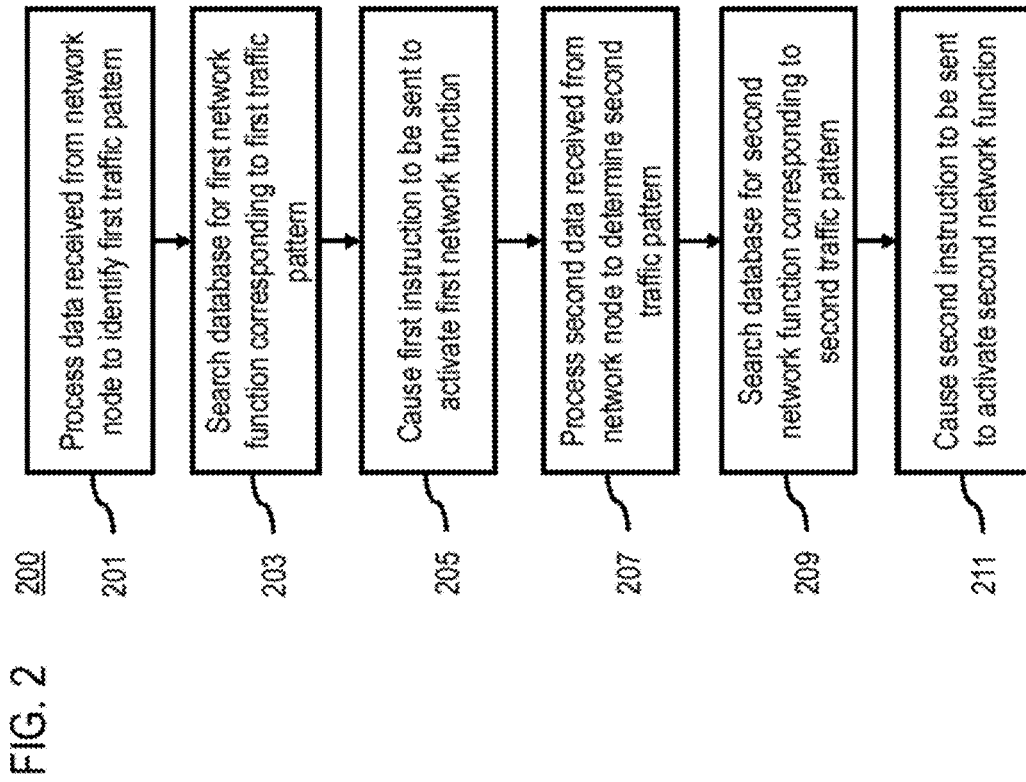 FIG. 2
200
201
Process data received from network
node to identify first traffic pattern
203
Search database for first network
function corresponding to first traffic
pattern
205
Cause first instruction to be sent to
activate first network function
207
Process second data received from
network node to determine second
traffic pattern
209
Search database for second
network function corresponding to
second traffic pattern
211
Cause second instruction to be sent
to activate second network function